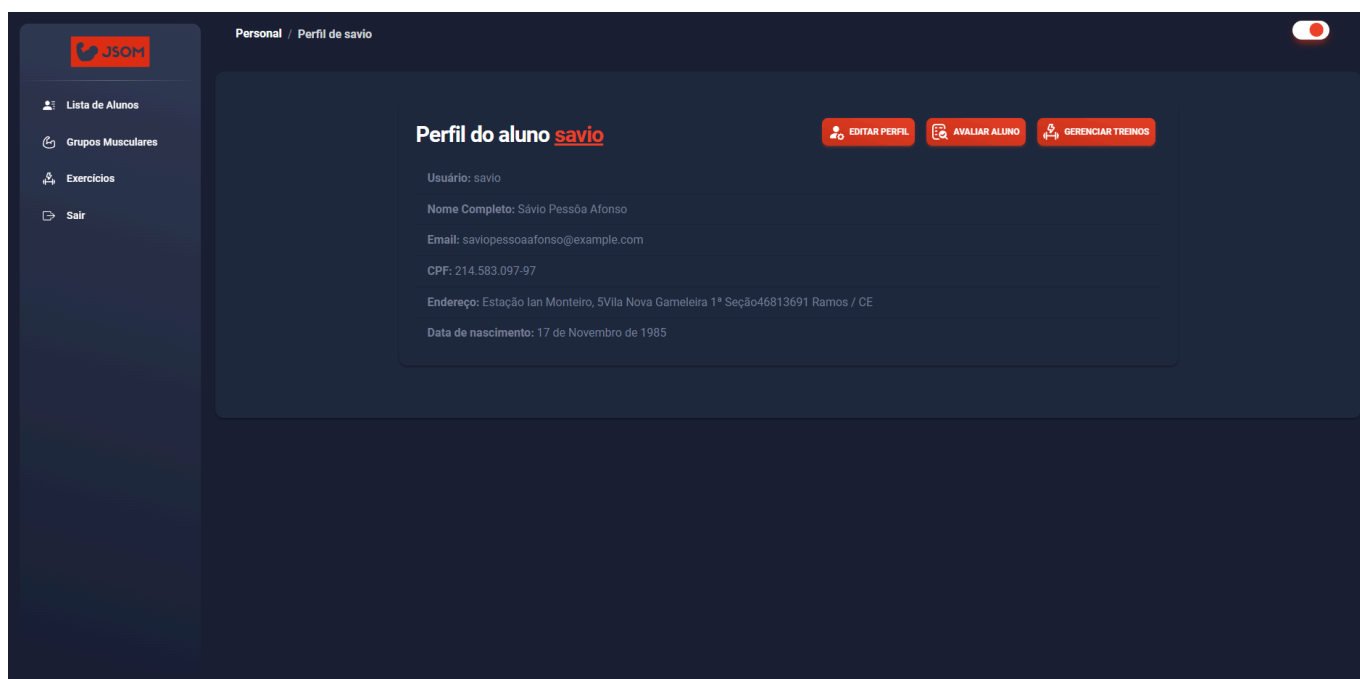 JSOM
Lista de Alunos
Grupos Musculares
Exercícios
Sair
Personal / Perfil de savio
Perfil do aluno savio
EDITAR PERFIL
AVALIAR ALUNO
GERENCIAR TREINOS
Usuário: savio
Nome Completo: Sávio Pessôa Afonso
Email: saviopessoaafonso@example.com
CPF: 214.583.097-97
Endereço: Estação Ian Monteiro, 5Vila Nova Gameleira 1ª Seção46813691 Ramos / CE
Data de nascimento: 17 de Novembro de 1985